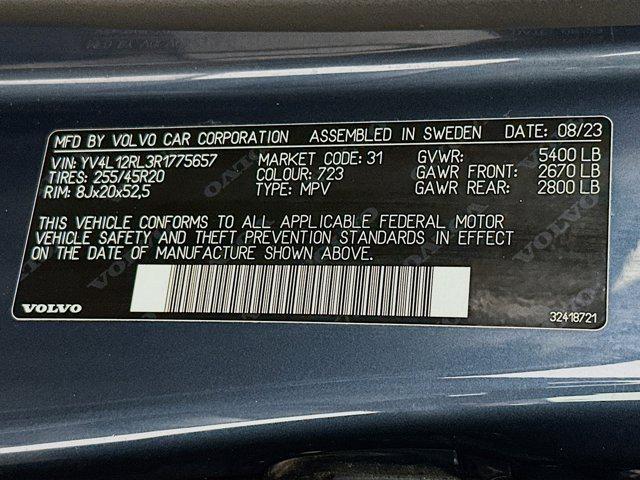 MFD BY VOLVO CAR CORPORATION ASSEMBLED IN SWEDEN DATE: 08/23
VIN: YV4L12RL3R1775657 MARKET CODE: 31 GVWR: 5400 LB
TIRES: 255/45R20 COLOUR: 723 GAWR FRONT: 2670 LB
RIM: 8Jx20x52,5 TYPE: MPV GAWR REAR: 2800 LB
THIS VEHICLE CONFORMS TO ALL APPLICABLE FEDERAL MOTOR
VEHICLE SAFETY AND THEFT PREVENTION STANDARDS IN EFFECT
ON THE DATE OF MANUFACTURE SHOWN ABOVE.
VOLVO
32418721